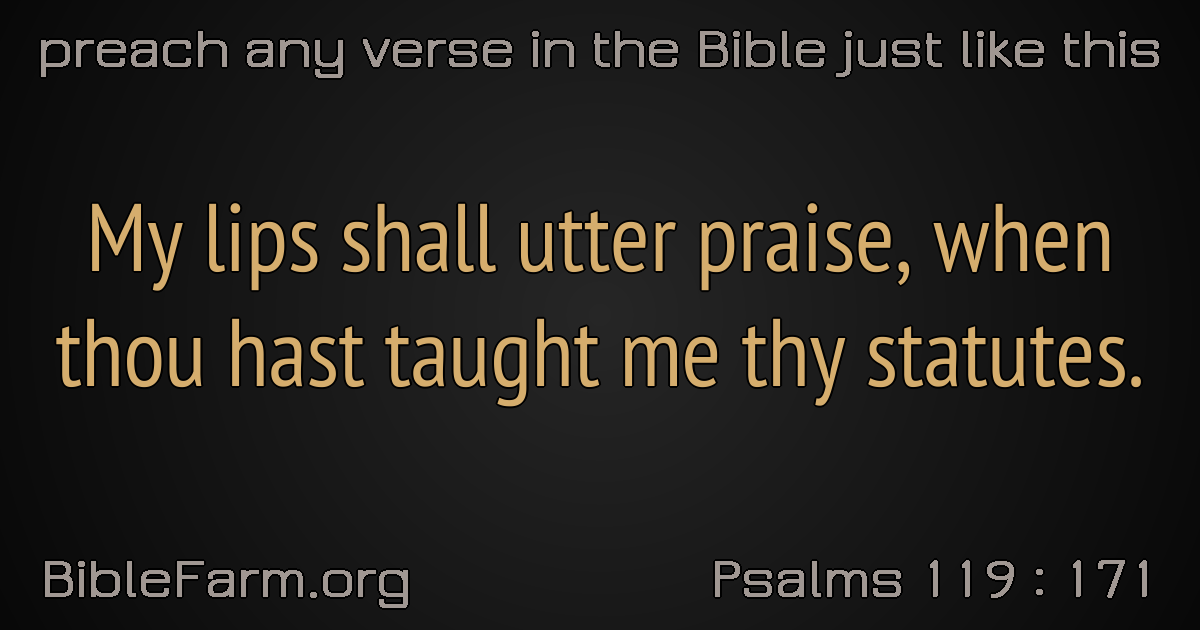 preach any verse in the Bible just like this
My lips shall utter praise, when
thou hast taught me thy statutes.
BibleFarm.org
Psalms 119 : 171